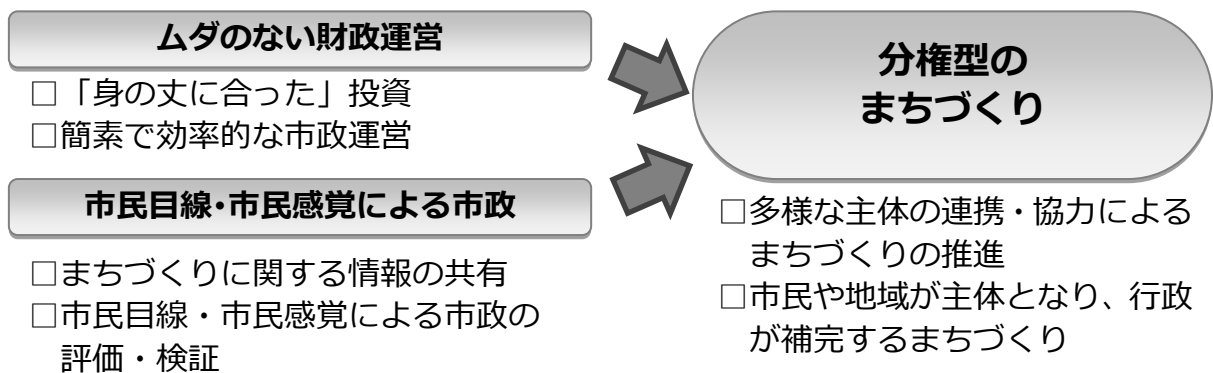 ムダのない財政運営
□「身の丈に合った」投資
□簡素で効率的な市政運営
市民目線・市民感覚による市政
□まちづくりに関する情報の共有
□市民目線・市民感覚による市政の
評価・検証
分権型の
まちづくり
□多様な主体の連携・協力による
まちづくりの推進
□市民や地域が主体となり、行政
が補完するまちづくり